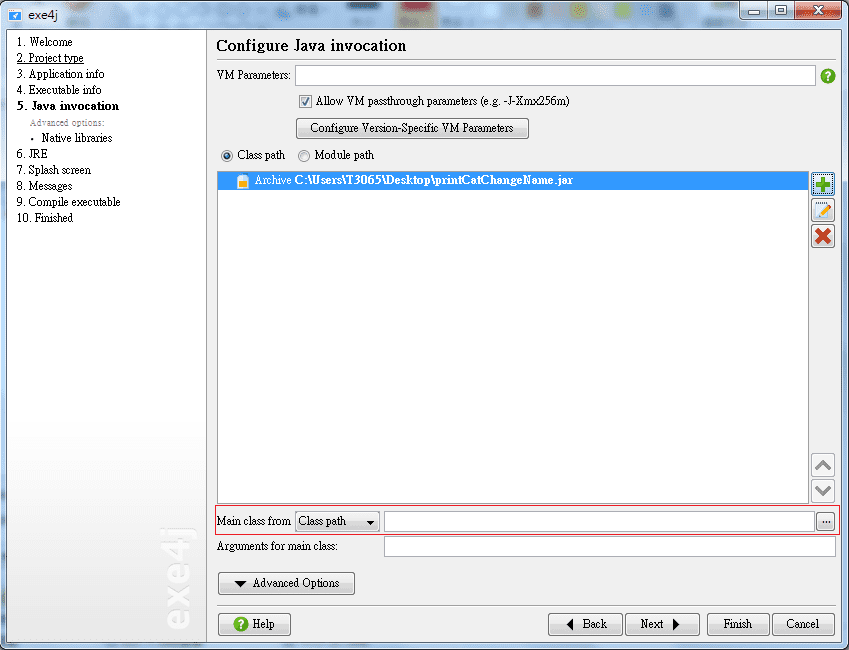 exe4j
1. Welcome
2. Project type
3. Application info
4. Executable info
5. Java invocation
Advanced options:
• Native libraries
6. JRE
7. Splash screen
8. Messages
9. Compile executable
10. Finished
exe4j
Configure Java invocation
VM Parameters:
Allow VM passthrough parameters (e.g. -J-Xmx256m)
Configure Version-Specific VM Parameters
Class path Module path
Archive C:\Users\T3065\Desktop\printCatChangeName.jar
Main class from Class path ...
Arguments for main class:
Advanced Options
Help Back Next Finish Cancel